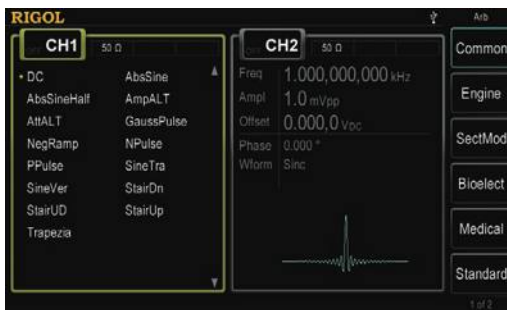 RIGOL
Arb
OFF CH1 50 Ω
DC AbsSine
AbsSineHalf AmpALT
AttALT GaussPulse
NegRamp NPulse
PPulse SineTra
SineVer StairDn
StairUD StairUp
Trapezia
OFF CH2 50 Ω
Freq 1.000,000,000 kHz
Ampl 1.0 mVpp
Offset 0.000,0 VDC
Phase 0.000 °
Wform Sinc
Common
Engine
SectMod
Bioelect
Medical
Standard
1 of 2